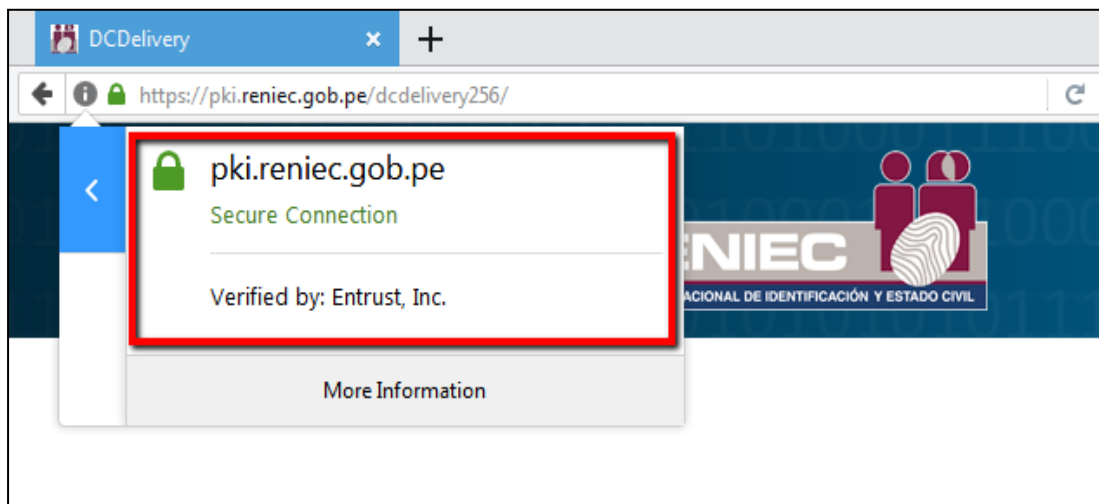 DCDelivery
https://pki.reniec.gob.pe/dcdelivery256/
pki.reniec.gob.pe
Secure Connection
Verified by: Entrust, Inc.
More Information
ENIEC
ACIONAL DE IDENTIFICACIÓN Y ESTADO CIVIL